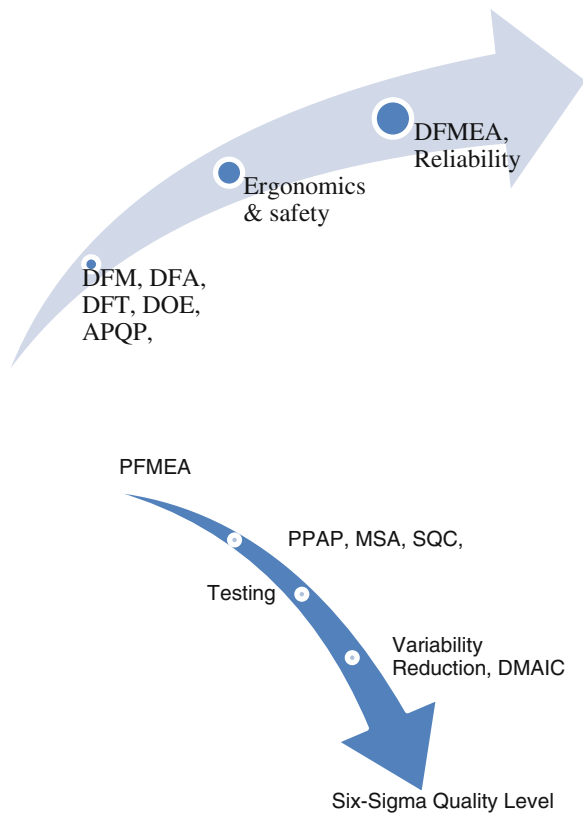 DFMEA,
Reliability
Ergonomics
& safety
DFM, DFA,
DFT, DOE,
APQP,
PFMEA
PPAP, MSA, SQC,
Testing
Variability
Reduction, DMAIC
Six-Sigma Quality Level